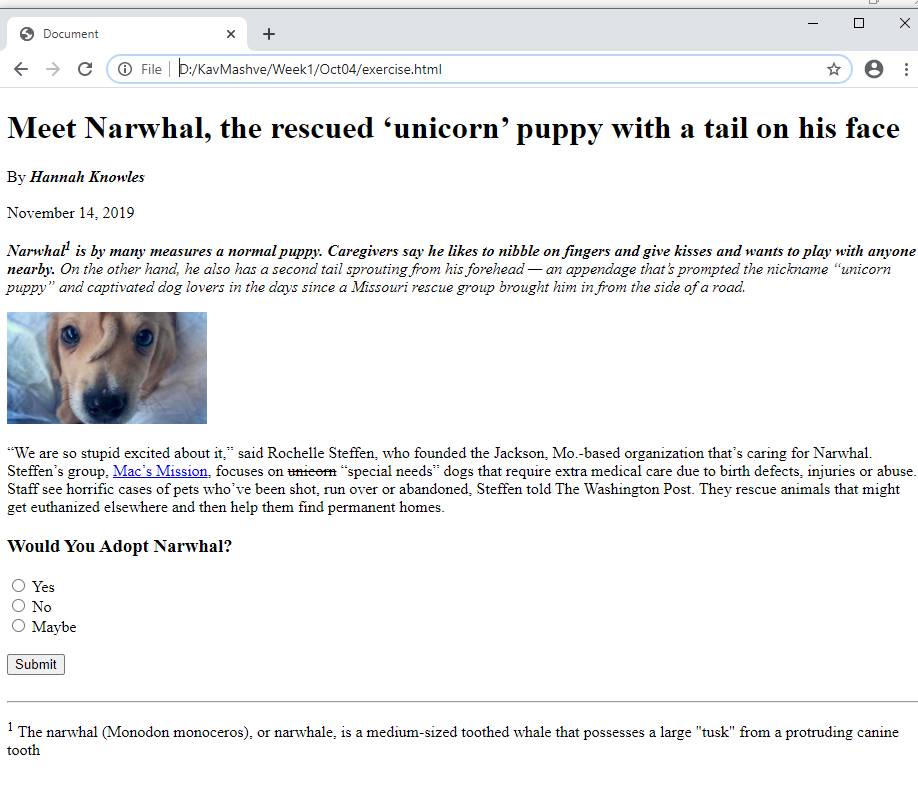 Document
File
D:/KavMashve/Week1/Oct04/exercise.html
Meet Narwhal, the rescued ‘unicorn’ puppy with a tail on his face
By Hannah Knowles
November 14, 2019
Narwhal1 is by many measures a normal puppy. Caregivers say he likes to nibble on fingers and give kisses and wants to play with anyone
nearby. On the other hand, he also has a second tail sprouting from his forehead — an appendage that’s prompted the nickname “unicorn
puppy” and captivated dog lovers in the days since a Missouri rescue group brought him in from the side of a road.
“We are so stupid excited about it,” said Rochelle Steffen, who founded the Jackson, Mo.-based organization that’s caring for Narwhal.
Steffen’s group, Mac’s Mission, focuses on unicorn “special needs” dogs that require extra medical care due to birth defects, injuries or abuse.
Staff see horrific cases of pets who’ve been shot, run over or abandoned, Steffen told The Washington Post. They rescue animals that might
get euthanized elsewhere and then help them find permanent homes.
Would You Adopt Narwhal?
Yes
No
Maybe
Submit
1 The narwhal (Monodon monoceros), or narwhale, is a medium-sized toothed whale that possesses a large "tusk" from a protruding canine
tooth